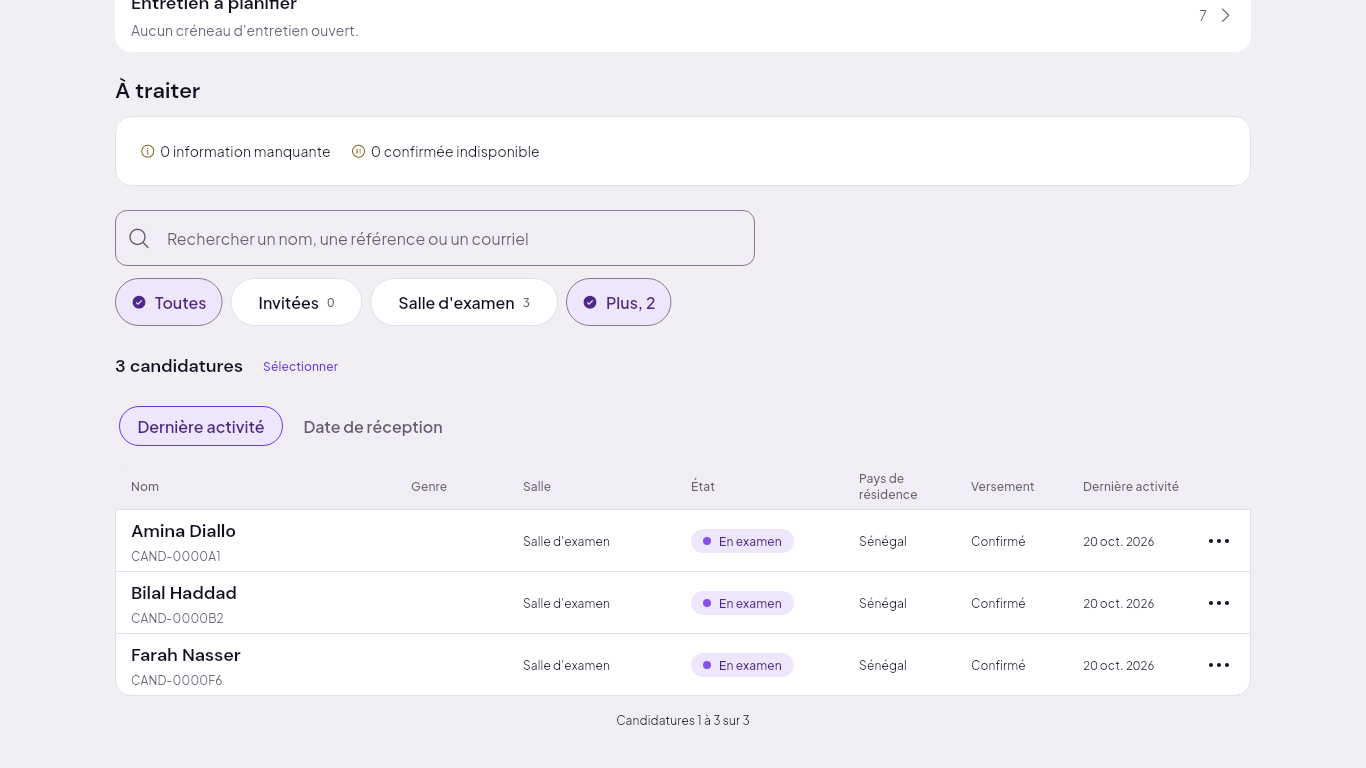 Entretien à planifier
Aucun créneau d'entretien ouvert.
7
À traiter
0 information manquante
0 confirmée indisponible
Rechercher un nom, une référence ou un courriel
Toutes
Invitées 0
Salle d'examen 3
Plus, 2
3 candidatures
Sélectionner
Dernière activité
Date de réception
Nom
Genre
Salle
État
Pays de
résidence
Versement
Dernière activité
Amina Diallo
CAND-0000A1
Salle d'examen
En examen
Sénégal
Confirmé
20 oct. 2026
Bilal Haddad
CAND-0000B2
Salle d'examen
En examen
Sénégal
Confirmé
20 oct. 2026
Farah Nasser
CAND-0000F6
Salle d'examen
En examen
Sénégal
Confirmé
20 oct. 2026
Candidatures 1 à 3 sur 3